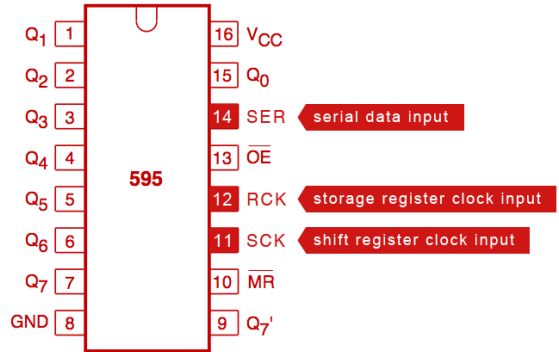 Q1 1 16 VCC
Q2 2 15 Q0
Q3 3 14 SER serial data input
Q4 4 13 O̅E̅
595
Q5 5 12 RCK storage register clock input
Q6 6 11 SCK shift register clock input
Q7 7 10 M̅R̅
GND 8 9 Q7'